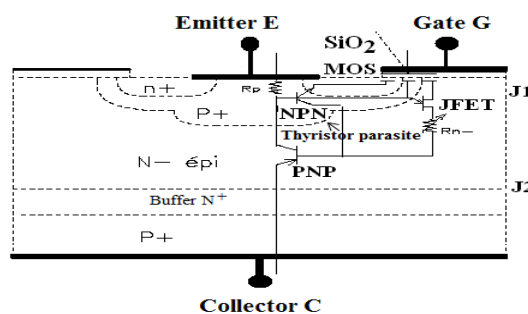 Emitter E
Gate G
SiO2
MOS
n+
Rp
J1
P+
NPN
JFET
Thyristor parasite
Rn-
N- épi
PNP
Buffer N+
J2
P+
Collector C